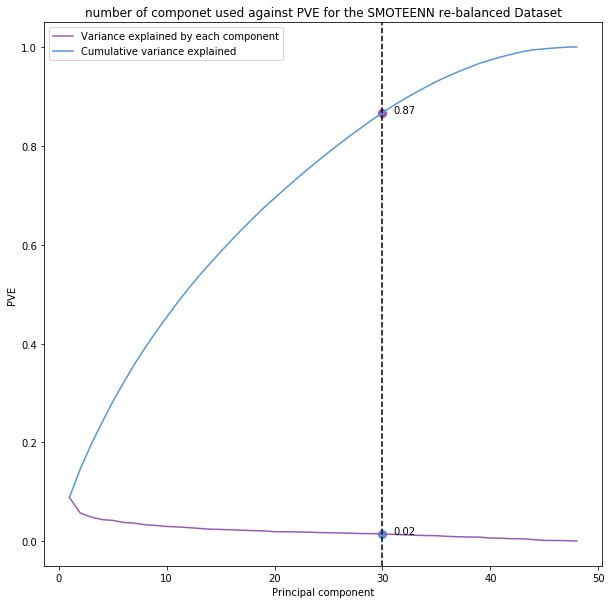 number of componet used against PVE for the SMOTEENN re-balanced Dataset
Variance explained by each component
Cumulative variance explained
1.0
0.87
0.8
0.6
PVE
0.4
0.2
0.02
0.0
0 10 20 30 40 50
Principal component